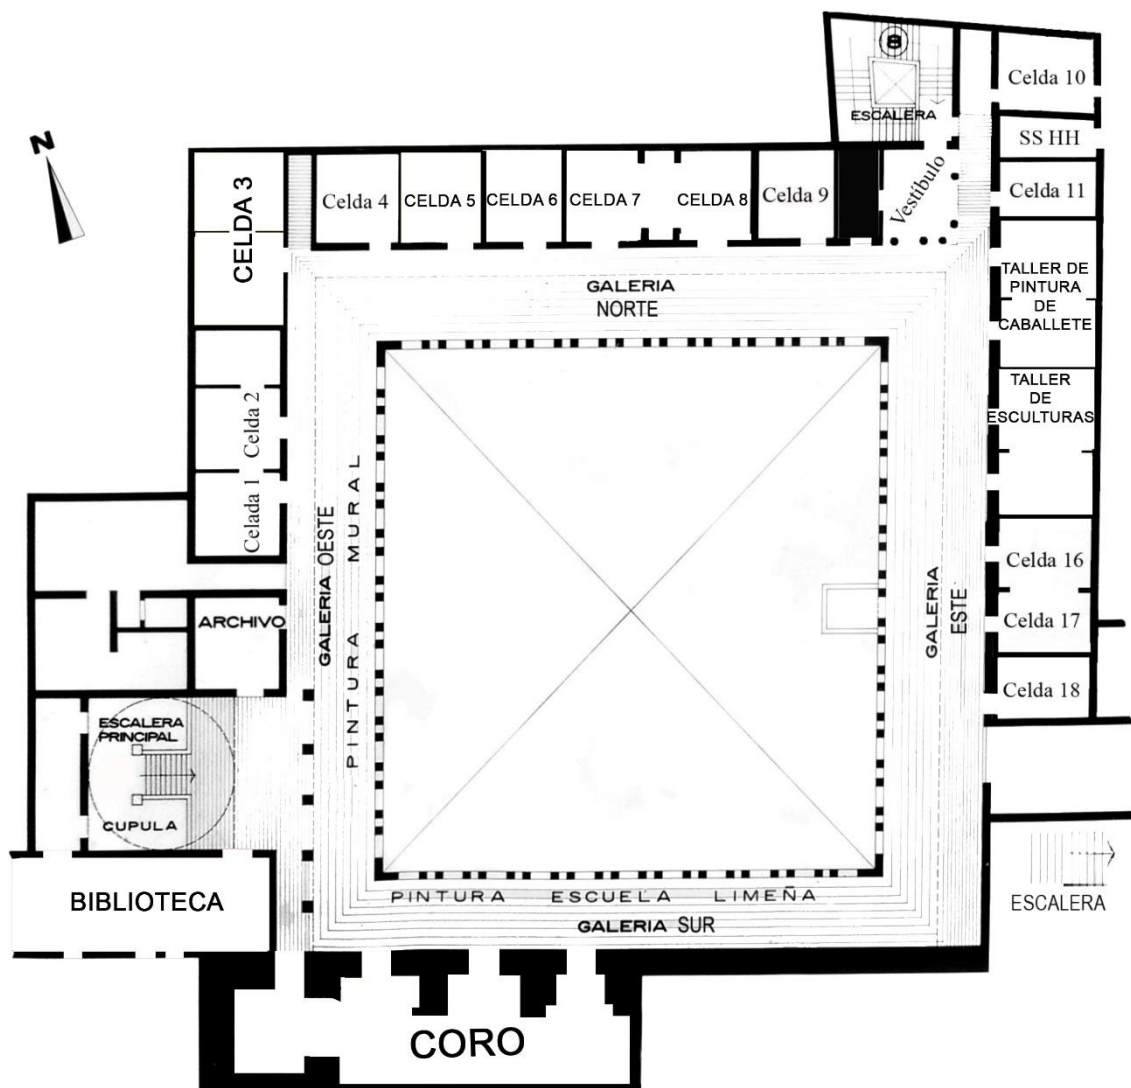 N
8
ESCALERA
Celda 10
SS HH
Celda 11
CELDA 3
Celda 4
CELDA 5
CELDA 6
CELDA 7
CELDA 8
Celda 9
Vestíbulo
GALERIA
NORTE
TALLER DE
PINTURA
DE
CABALLETE
TALLER
DE
ESCULTURAS
Celda 2
Celada 1
GALERIA OESTE
PINTURA MURAL
ARCHIVO
GALERIA
ESTE
Celda 16
Celda 17
Celda 18
ESCALERA
PRINCIPAL
CUPULA
BIBLIOTECA
PINTURA ESCUELA LIMEÑA
GALERIA SUR
ESCALERA
CORO